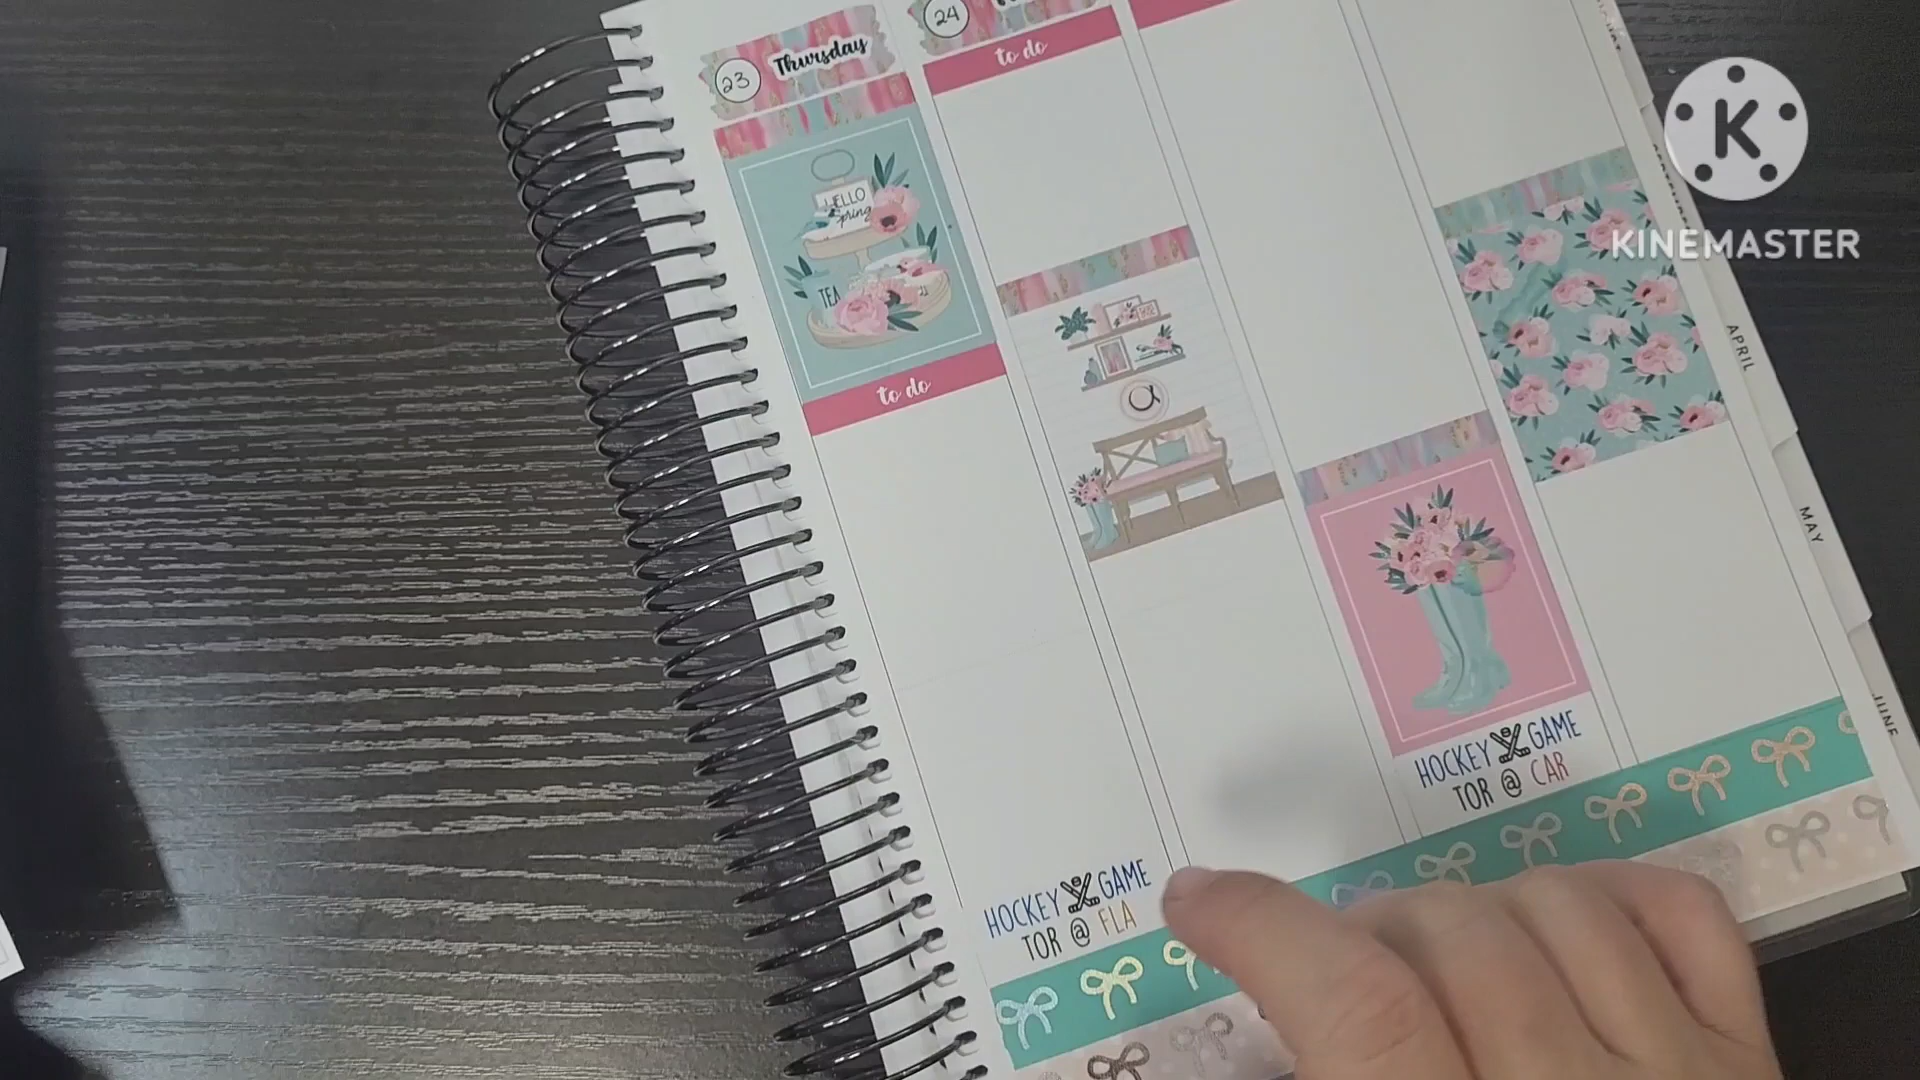 23 Thursday
24
to do
HELLO
Spring
TEA
to do
HOCKEY GAME
TOR @ FLA
HOCKEY GAME
TOR @ CAR
APRIL
MAY
JUNE
K
KINEMASTER